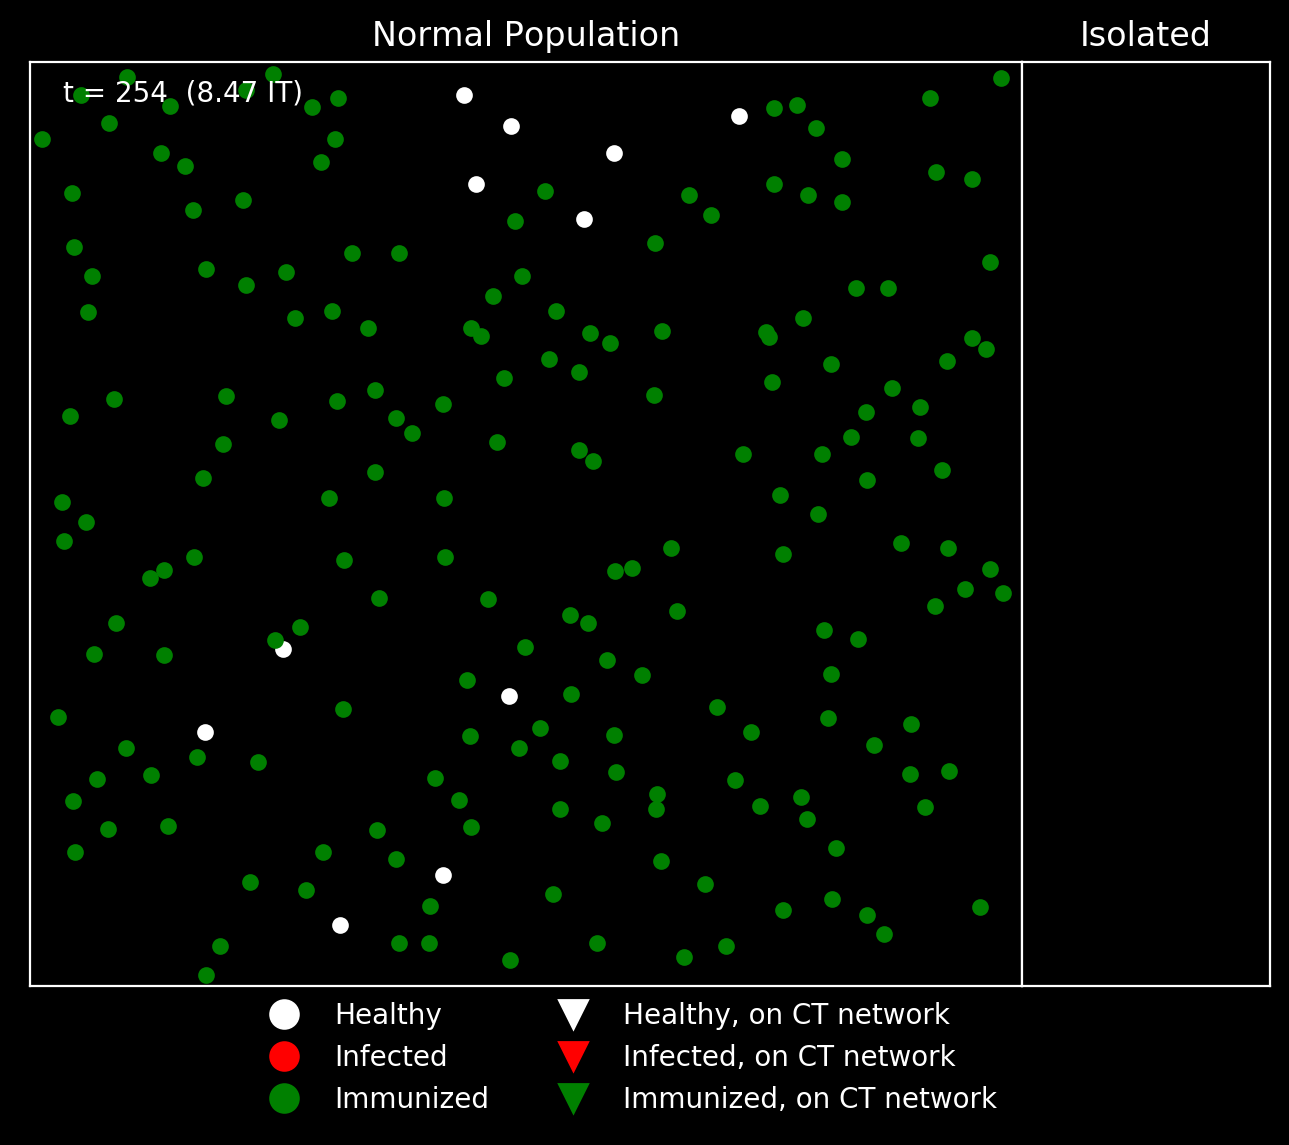 Normal Population
Isolated
t = 254  (8.47 IT)
Healthy
Infected
Immunized
Healthy, on CT network
Infected, on CT network
Immunized, on CT network